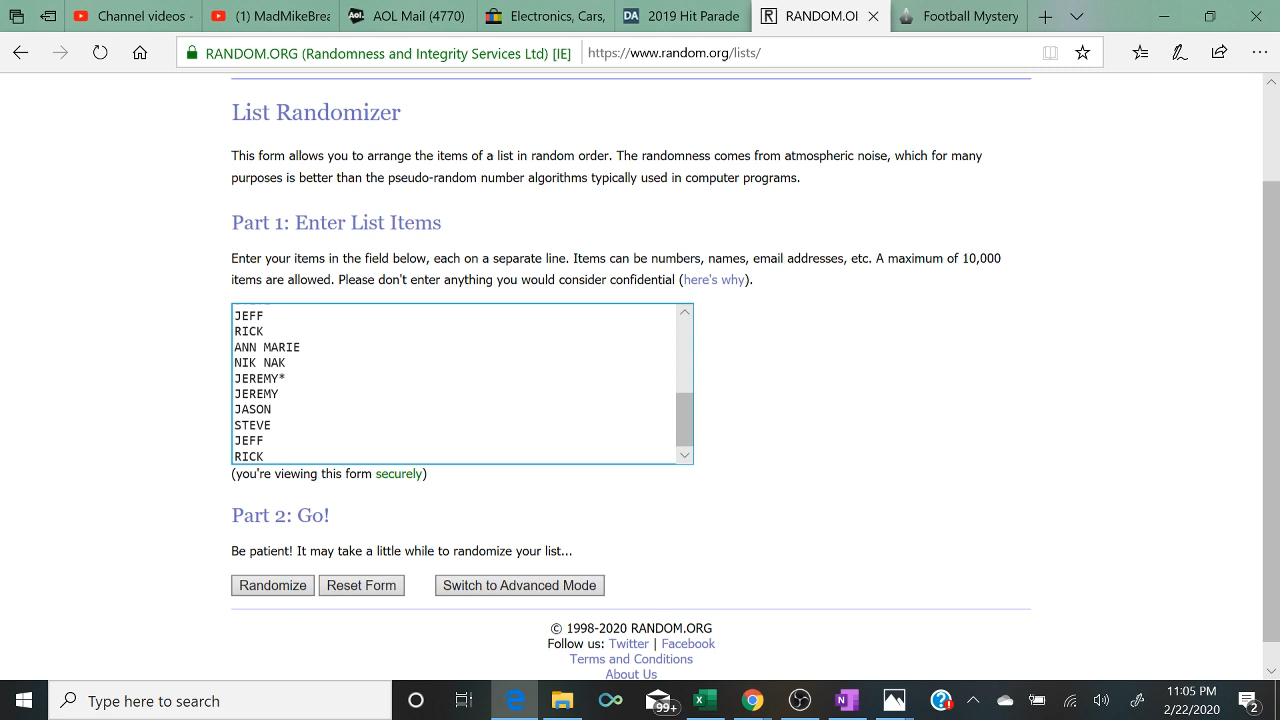 Channel videos -
(1) MadMikeBree
AOL Mail (4770)
Electronics, Cars,
DA 2019 Hit Parade
RANDOM.OI
Football Mystery
RANDOM.ORG (Randomness and Integrity Services Ltd) [IE]
https://www.random.org/lists/
List Randomizer
This form allows you to arrange the items of a list in random order. The randomness comes from atmospheric noise, which for many
purposes is better than the pseudo-random number algorithms typically used in computer programs.
Part 1: Enter List Items
Enter your items in the field below, each on a separate line. Items can be numbers, names, email addresses, etc. A maximum of 10,000
items are allowed. Please don't enter anything you would consider confidential (here's why).
JEFF
RICK
ANN MARIE
NIK NAK
JEREMY*
JEREMY
JASON
STEVE
JEFF
RICK
(you're viewing this form securely)
Part 2: Go!
Be patient! It may take a little while to randomize your list...
Randomize Reset Form Switch to Advanced Mode
© 1998-2020 RANDOM.ORG
Follow us: Twitter | Facebook
Terms and Conditions
About Us
Type here to search
99+
11:05 PM
2/22/2020
2